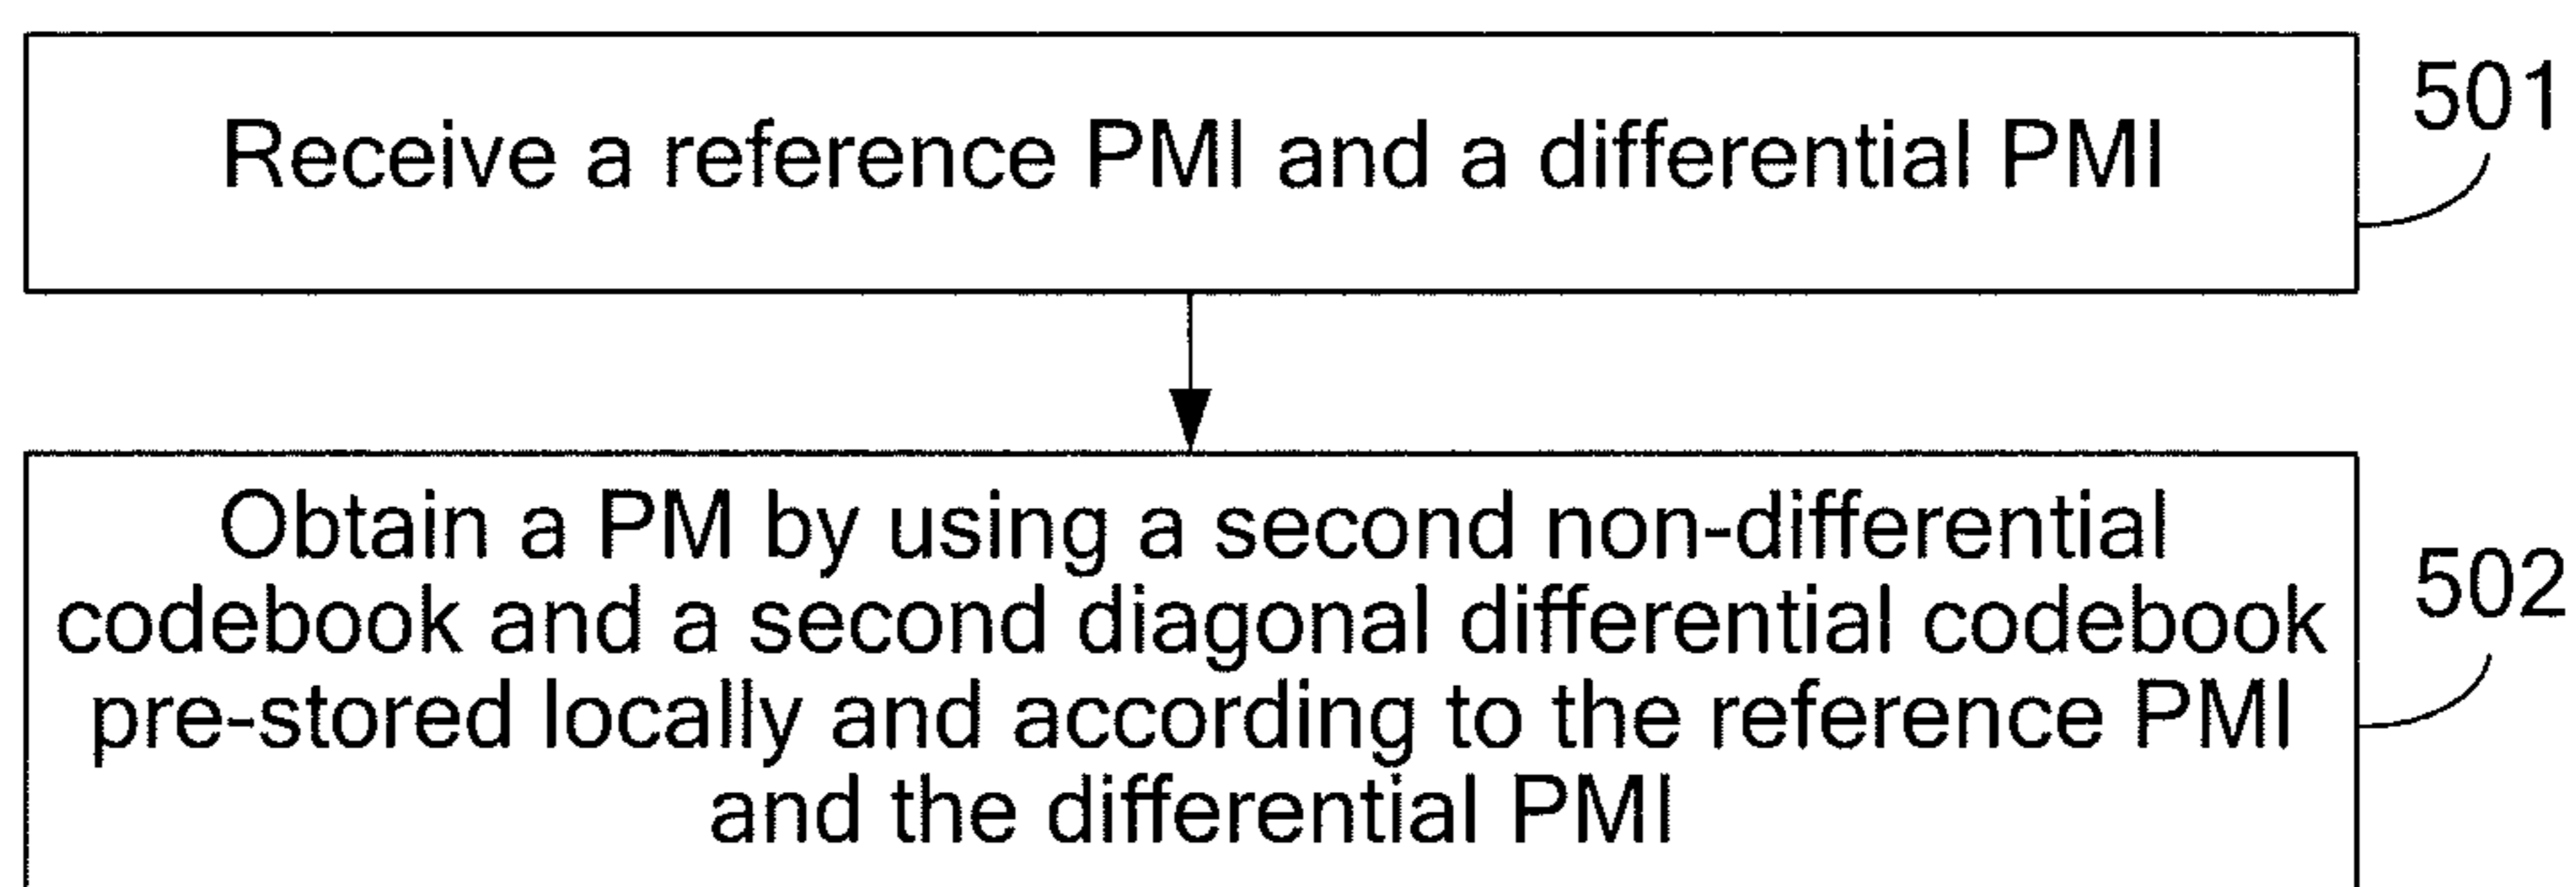 Receive a reference PMI and a differential PMI
501
Obtain a PM by using a second non-differential
codebook and a second diagonal differential codebook
pre-stored locally and according to the reference PMI
and the differential PMI
502